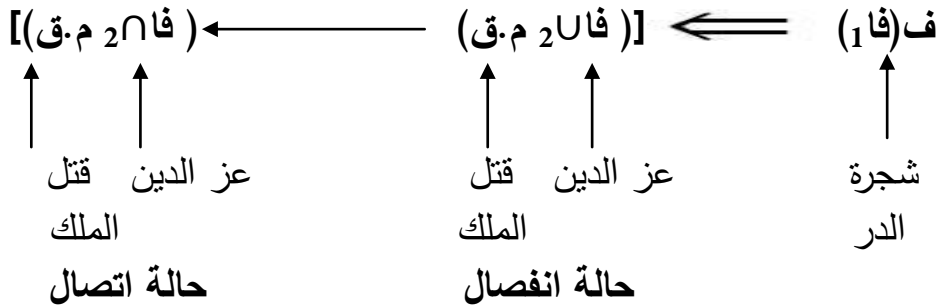 ف(فا1) ⇐ [(فا2 ∪ م.ق) ← (فا2 ∩ م.ق)]
شجرة عز الدين قتل عز الدين قتل
الدر الملك الملك
حالة انفصال حالة اتصال